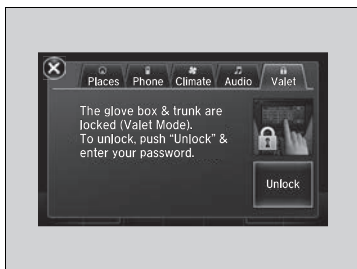 Places Phone Climate Audio Valet
The glove box & trunk are
locked (Valet Mode).
To unlock, push "Unlock" &
enter your password.
Unlock